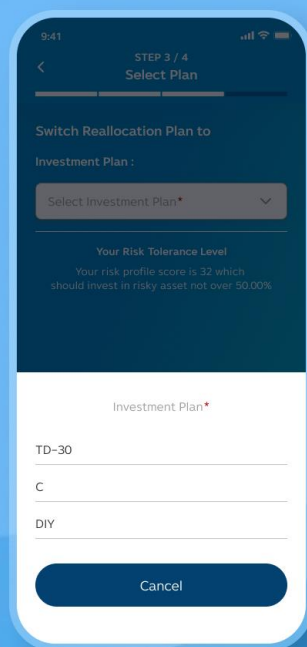 9:41
STEP 3 / 4
Select Plan
Switch Reallocation Plan to
Investment Plan :
Select Investment Plan*
Your Risk Tolerance Level
Your risk profile score is 32 which
should invest in risky asset not over 50.00%
Investment Plan*
TD-30
C
DIY
Cancel